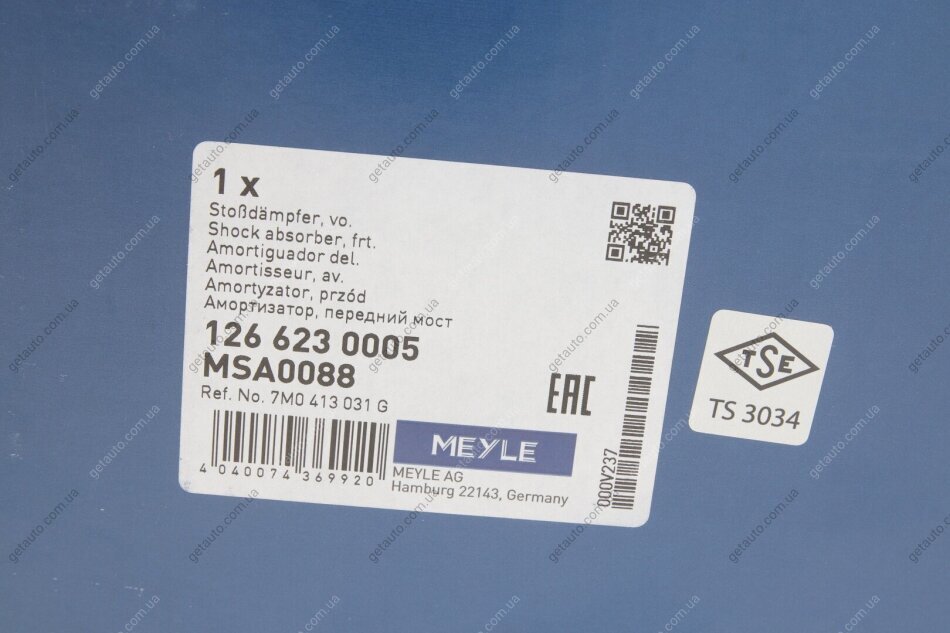 1 x
Stoßdämpfer, vo.
Shock absorber, frt.
Amortiguador del.
Amortisseur, av.
Amortyzator, przód
Амортизатор, передний мост
126 623 0005
MSA0088
Ref. No. 7M0 413 031 G
EAC
MEYLE
4 040074 369920
MEYLE AG
Hamburg 22143, Germany
000V237
TSE
TS 3034
getauto.com.ua